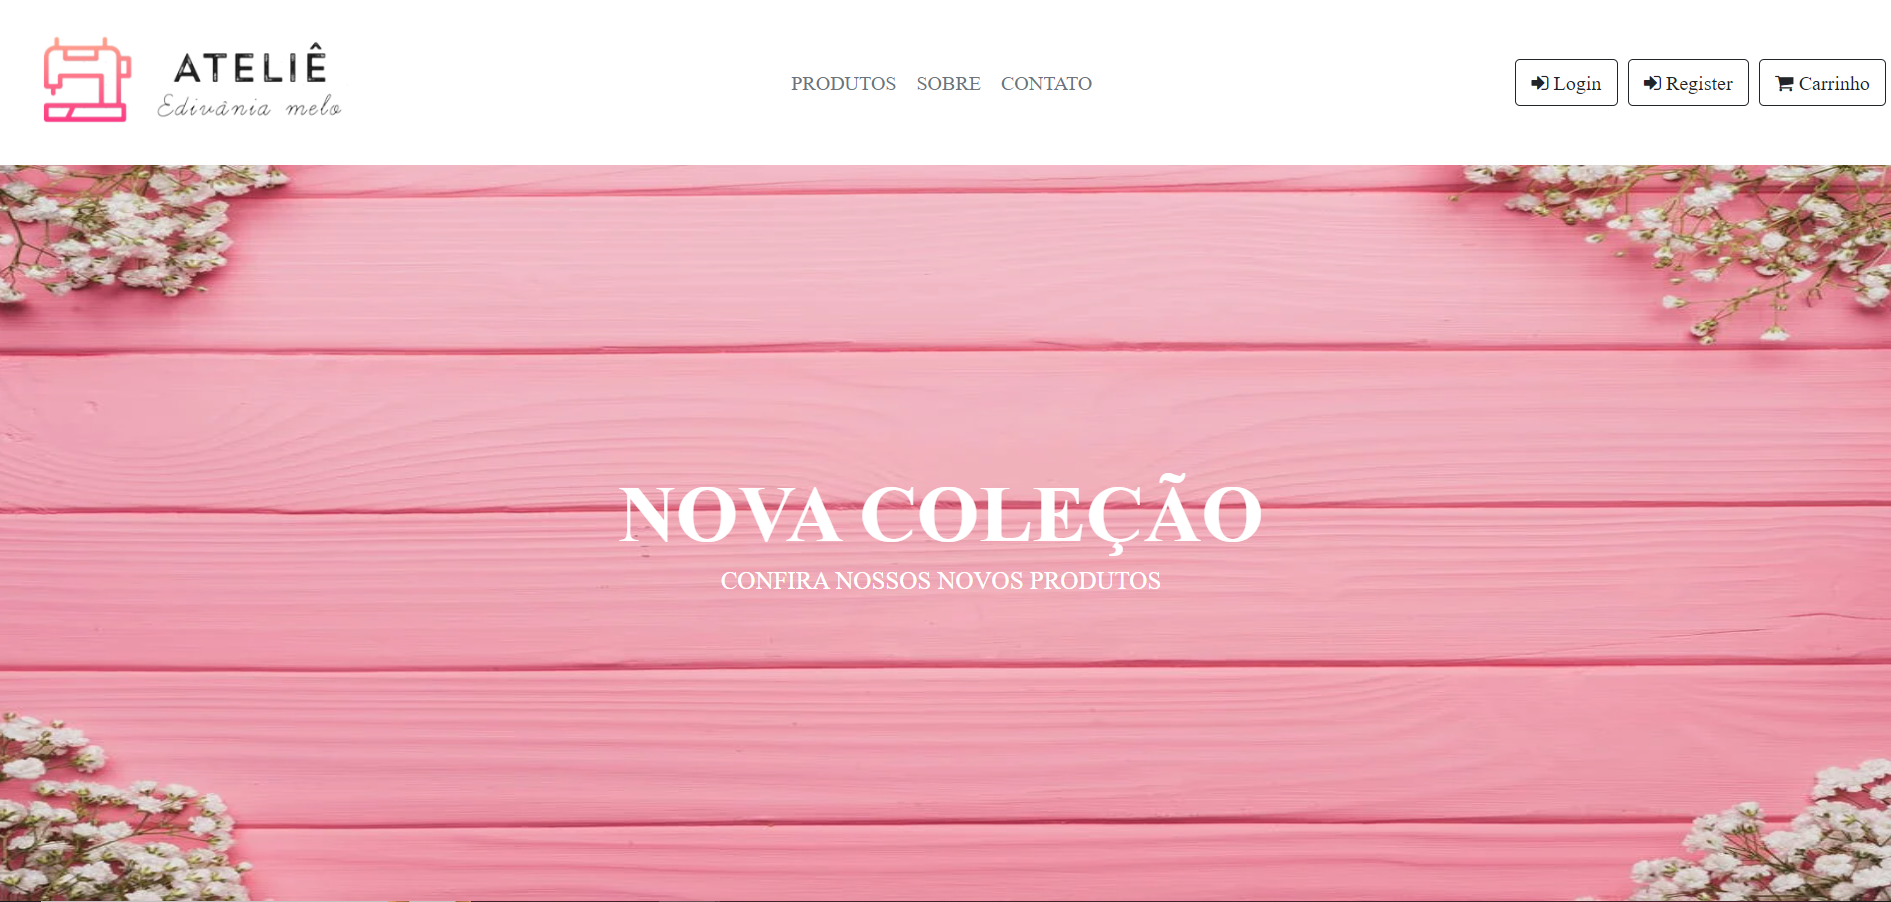 ATELIÊ
Edivânia melo
PRODUTOS SOBRE CONTATO
Login Register Carrinho
NOVA COLEÇÃO
CONFIRA NOSSOS NOVOS PRODUTOS